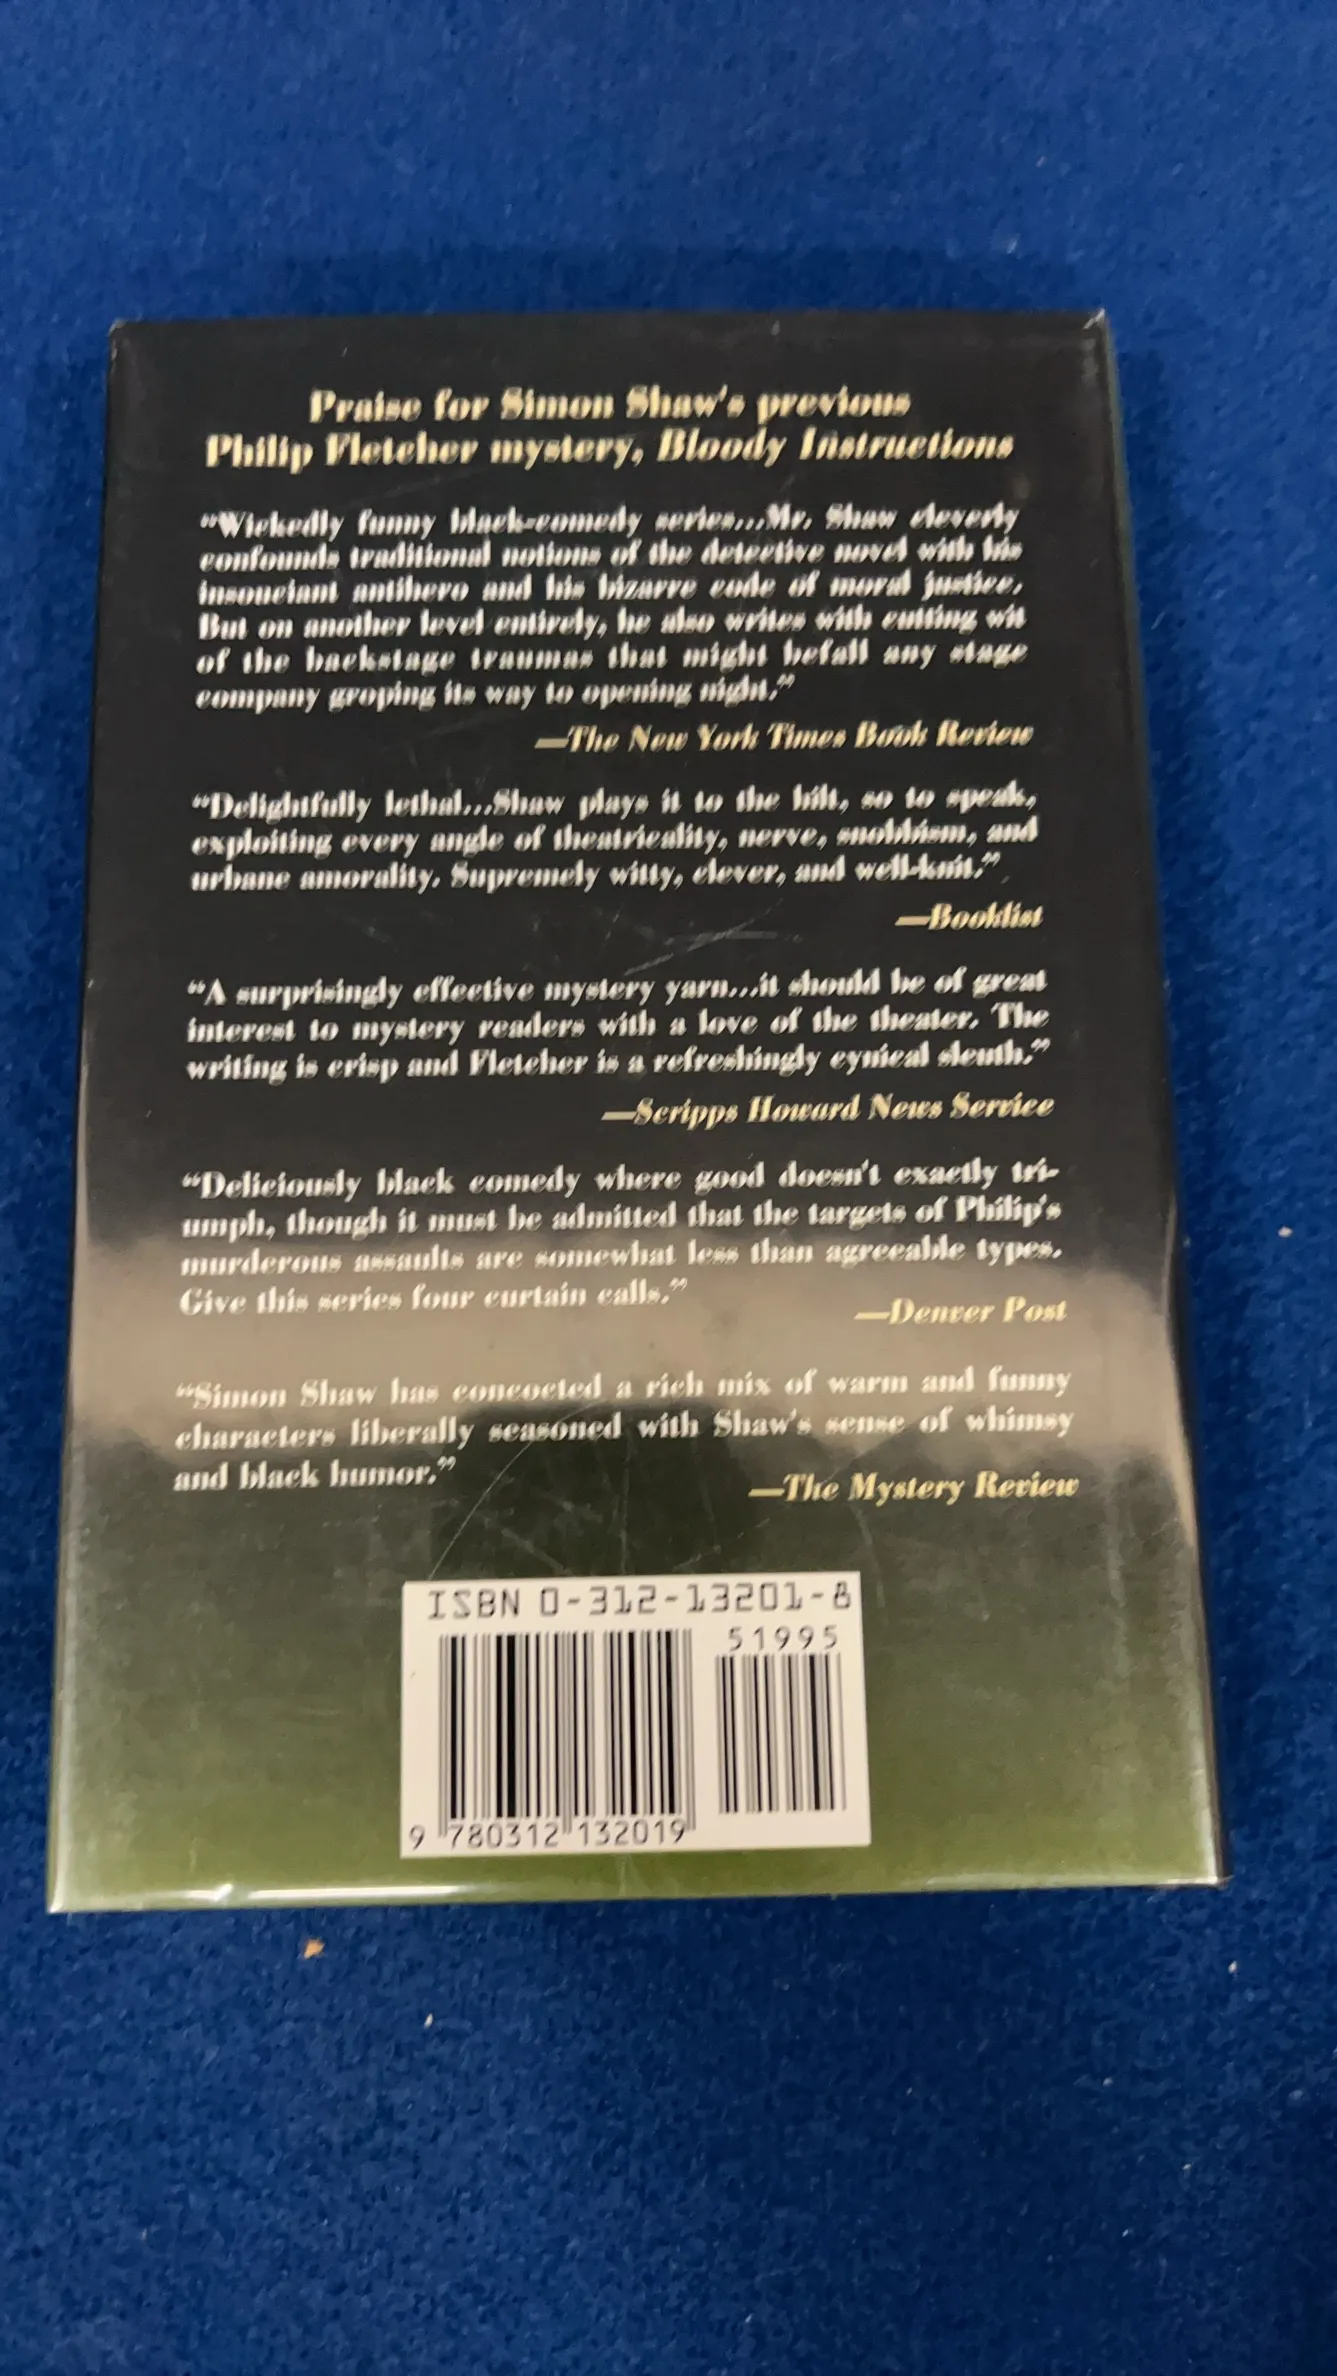 Praise for Simon Shaw's previous
Philip Fletcher mystery, Bloody Instructions
“Wickedly funny black-comedy series...Mr. Shaw cleverly
confounds traditional notions of the detective novel with his
insouciant antihero and his bizarre code of moral justice.
But on another level entirely, he also writes with cutting wit
of the backstage traumas that might befall any stage
company groping its way to opening night.”
—The New York Times Book Review
“Delightfully lethal...Shaw plays it to the hilt, so to speak,
exploiting every angle of theatricality, nerve, snobbism, and
urbane amorality. Supremely witty, clever, and well-knit.”
—Booklist
“A surprisingly effective mystery yarn...it should be of great
interest to mystery readers with a love of the theater. The
writing is crisp and Fletcher is a refreshingly cynical sleuth.”
—Scripps Howard News Service
“Deliciously black comedy where good doesn't exactly tri-
umph, though it must be admitted that the targets of Philip's
murderous assaults are somewhat less than agreeable types.
Give this series four curtain calls.”
—Denver Post
“Simon Shaw has concocted a rich mix of warm and funny
characters liberally seasoned with Shaw's sense of whimsy
and black humor.”
—The Mystery Review
ISBN 0-312-13201-8
51995
9 780312 132019